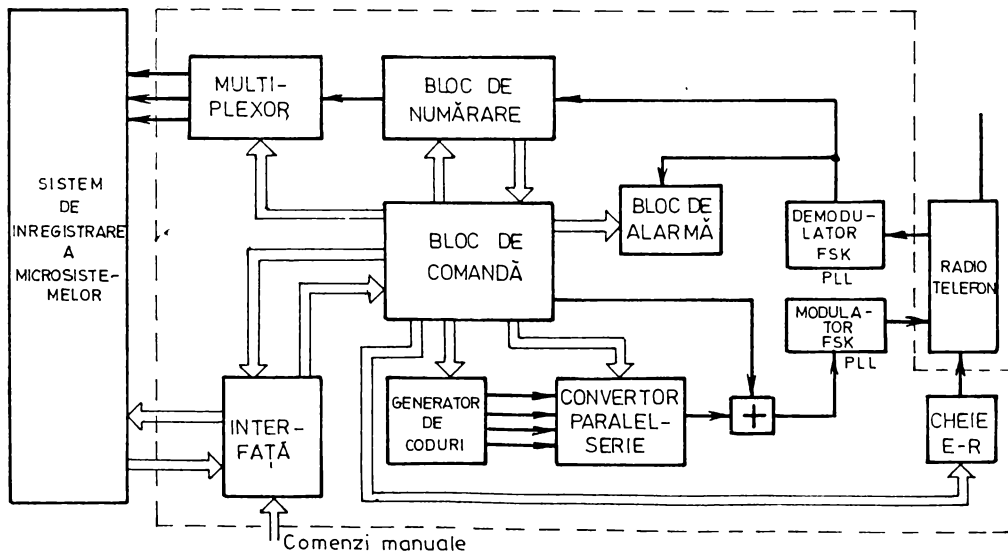 SISTEM
DE
INREGISTRARE
A
MICROSISTE-
MELOR
MULTI-
PLEXOR
BLOC DE
NUMĂRARE
BLOC DE
COMANDĂ
BLOC DE
ALARMĂ
DEMODU-
LATOR
FSK
PLL
MODULA-
TOR
FSK
PLL
RADIO
TELEFON
INTER-
FAȚĂ
GENERATOR
DE
CODURI
CONVERTOR
PARALEL-
SERIE
+
CHEIE
E-R
Comenzi manuale